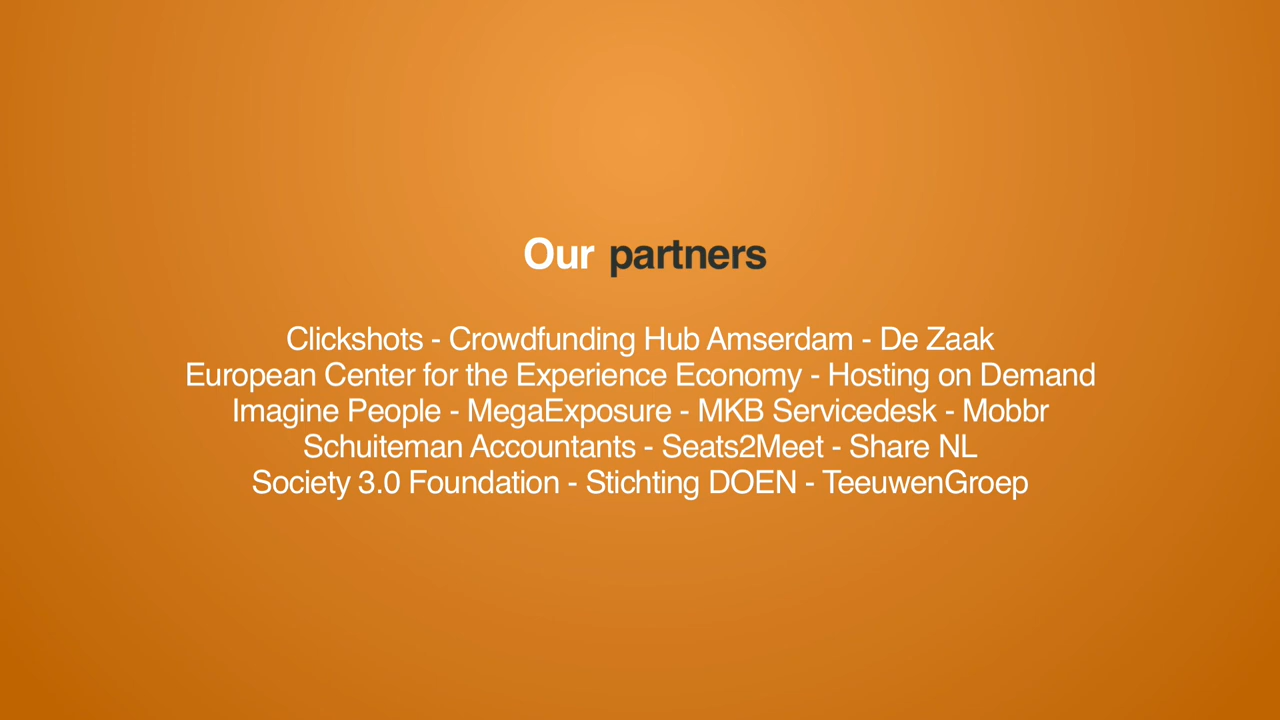 Our partners
Clickshots - Crowdfunding Hub Amserdam - De Zaak
European Center for the Experience Economy - Hosting on Demand
Imagine People - MegaExposure - MKB Servicedesk - Mobbr
Schuiteman Accountants - Seats2Meet - Share NL
Society 3.0 Foundation - Stichting DOEN - TeeuwenGroep